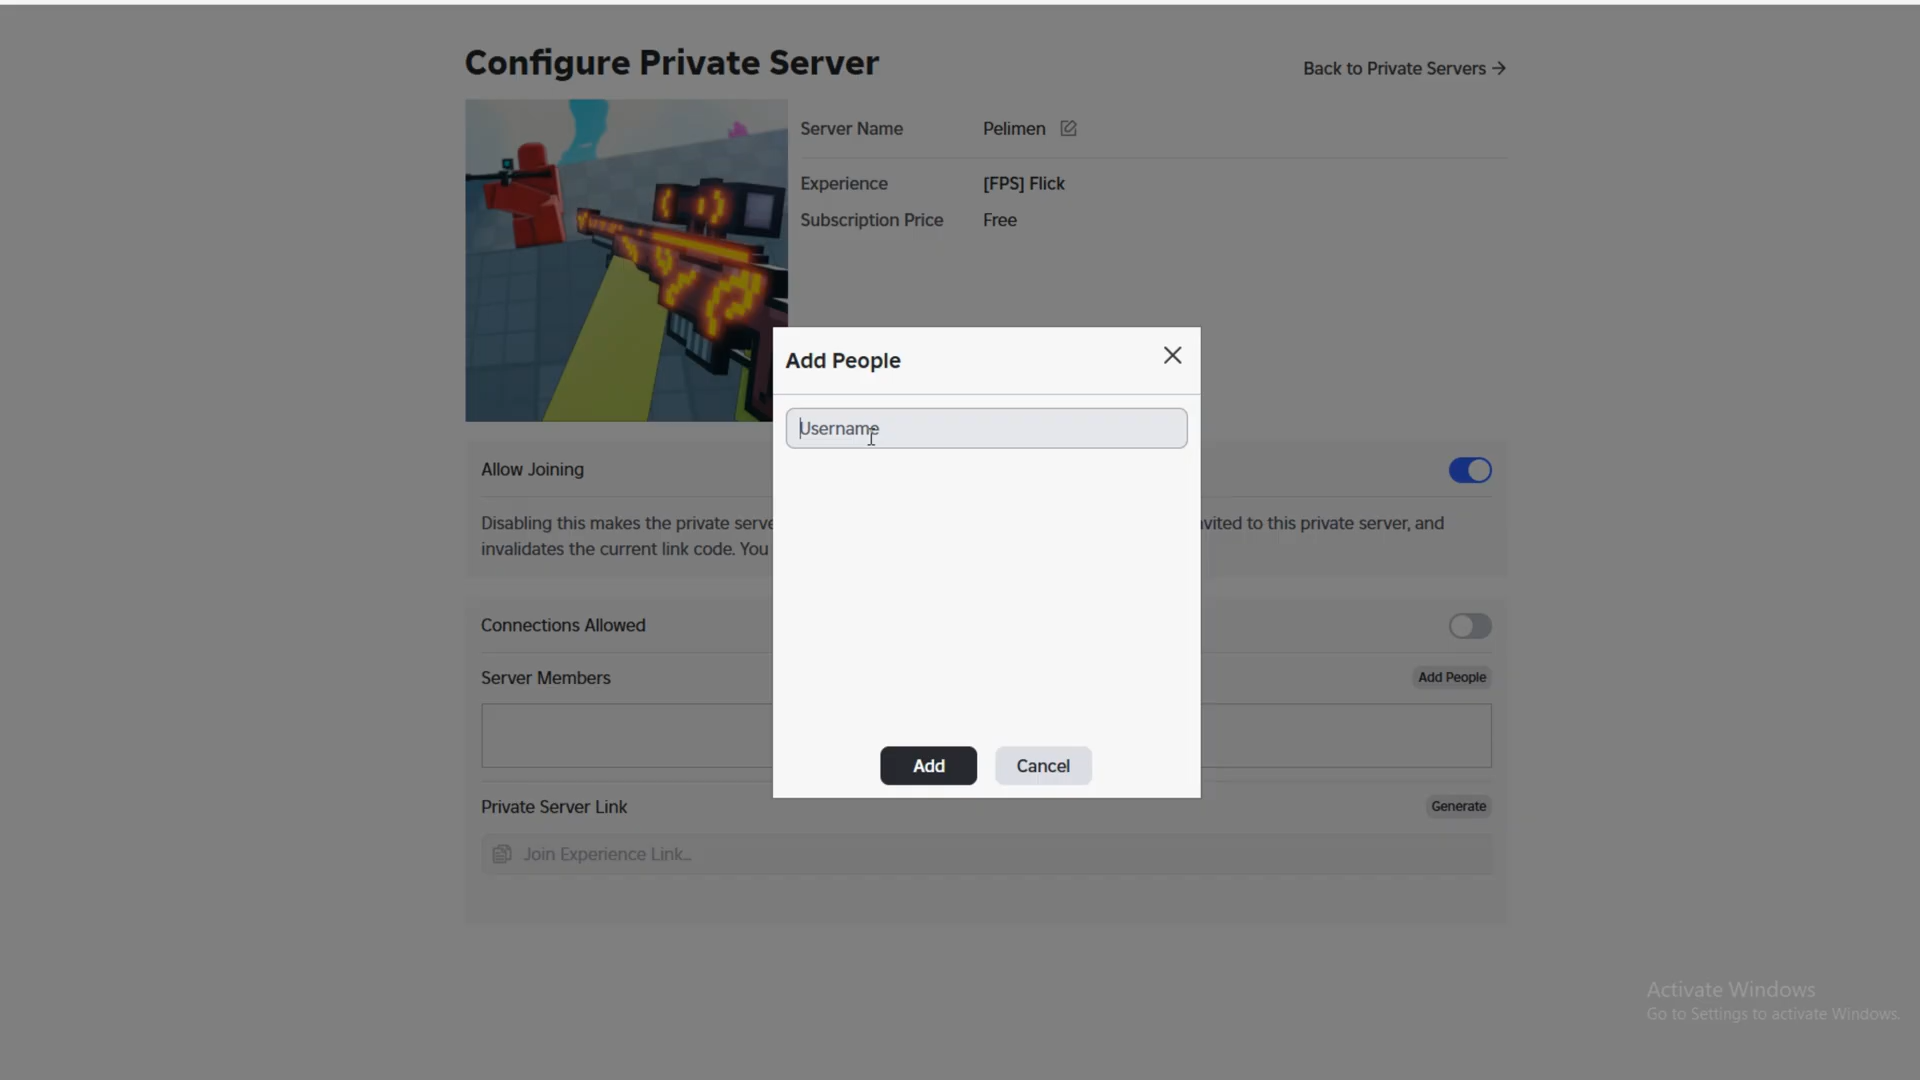 Configure Private Server
Back to Private Servers →
Server Name Pelimen
Experience [FPS] Flick
Subscription Price Free
Add People
Username
Allow Joining
Disabling this makes the private serve
vited to this private server, and
invalidates the current link code. You
Connections Allowed
Server Members
Add People
Add
Cancel
Private Server Link
Generate
Join Experience Link...
Activate Windows
Go to Settings to activate Windows.